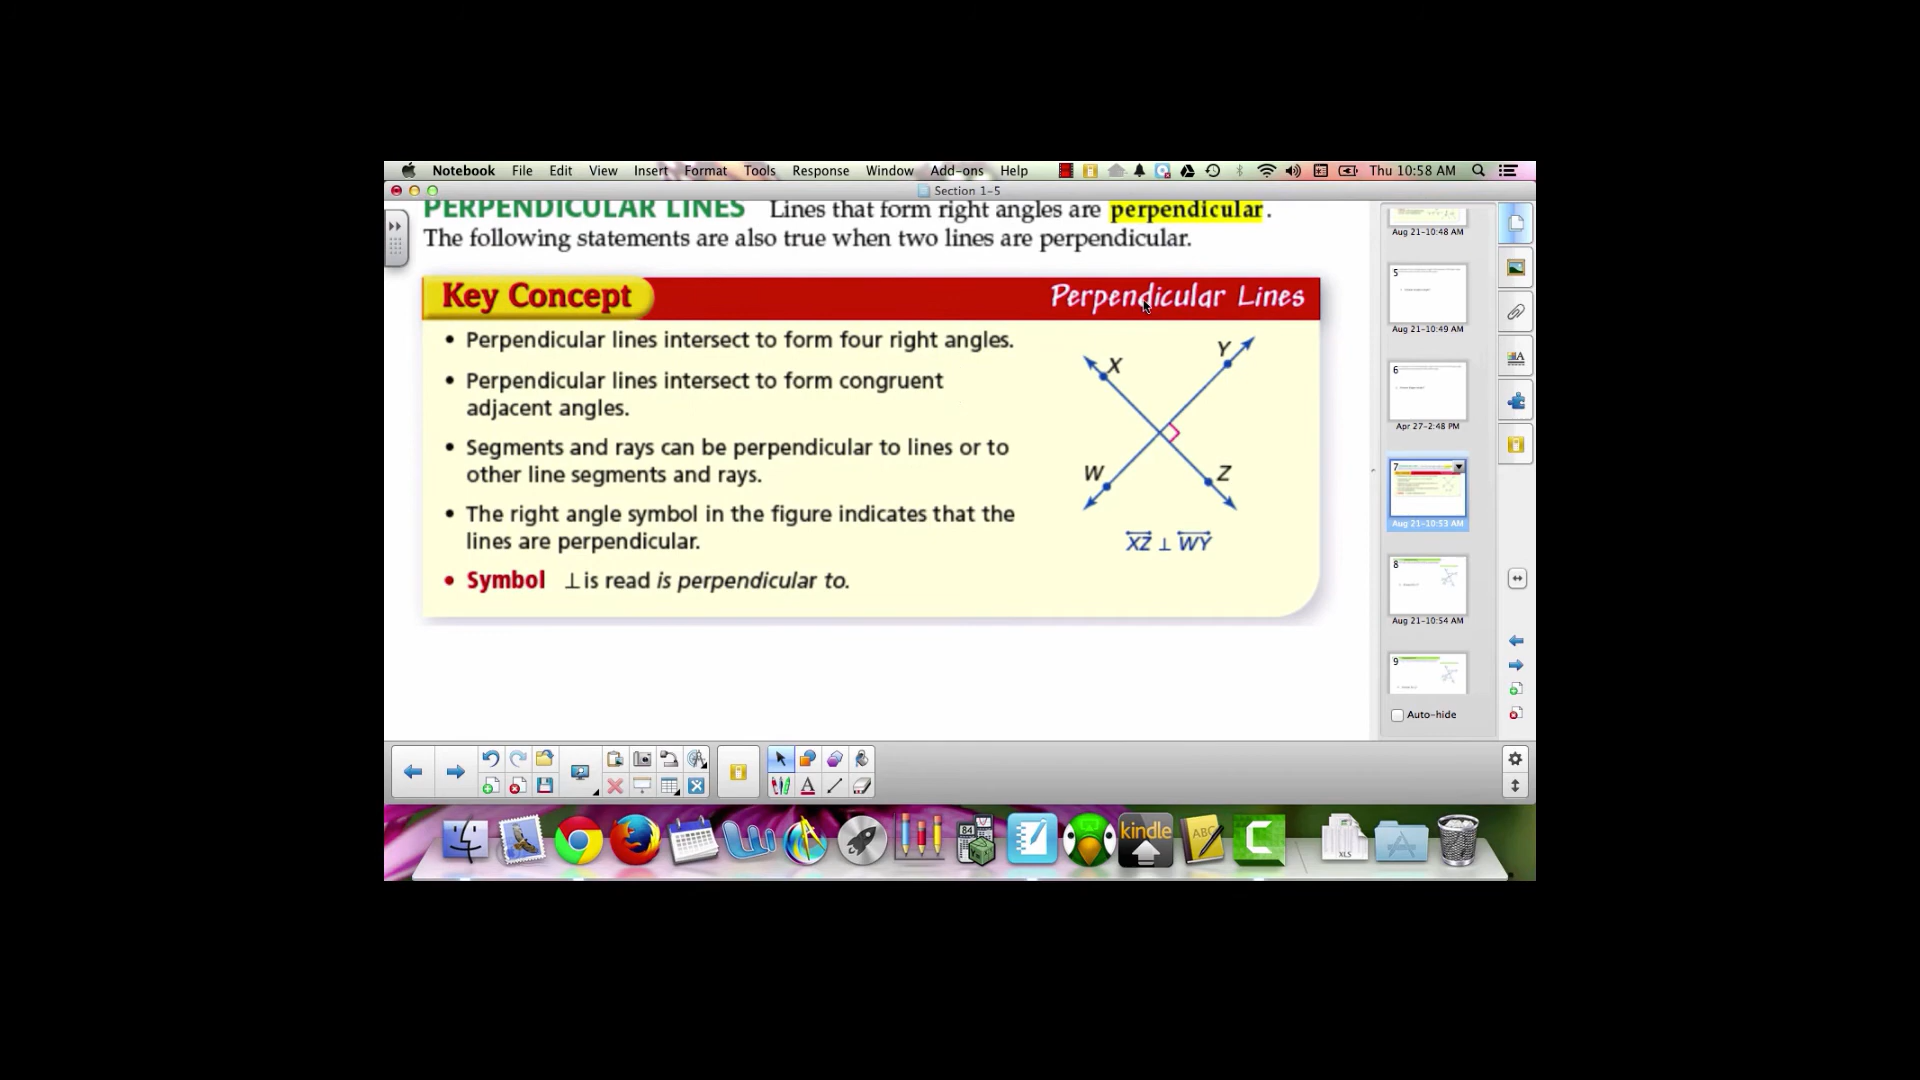 Notebook File Edit View Insert Format Tools Response Window Add-ons Help Thu 10:58 AM
Section 1-5
PERPENDICULAR LINES Lines that form right angles are perpendicular.
The following statements are also true when two lines are perpendicular.
Key Concept Perpendicular Lines
• Perpendicular lines intersect to form four right angles.
• Perpendicular lines intersect to form congruent
adjacent angles.
• Segments and rays can be perpendicular to lines or to
other line segments and rays.
• The right angle symbol in the figure indicates that the
lines are perpendicular.
• Symbol ⊥ is read is perpendicular to.
X Y
W Z
XZ ⊥ WY
Aug 21-10:48 AM
5
Aug 21-10:49 AM
6
Apr 27-2:48 PM
7
Aug 21-10:53 AM
8
Aug 21-10:54 AM
9
Auto-hide
84
kindle
ABC
XLS